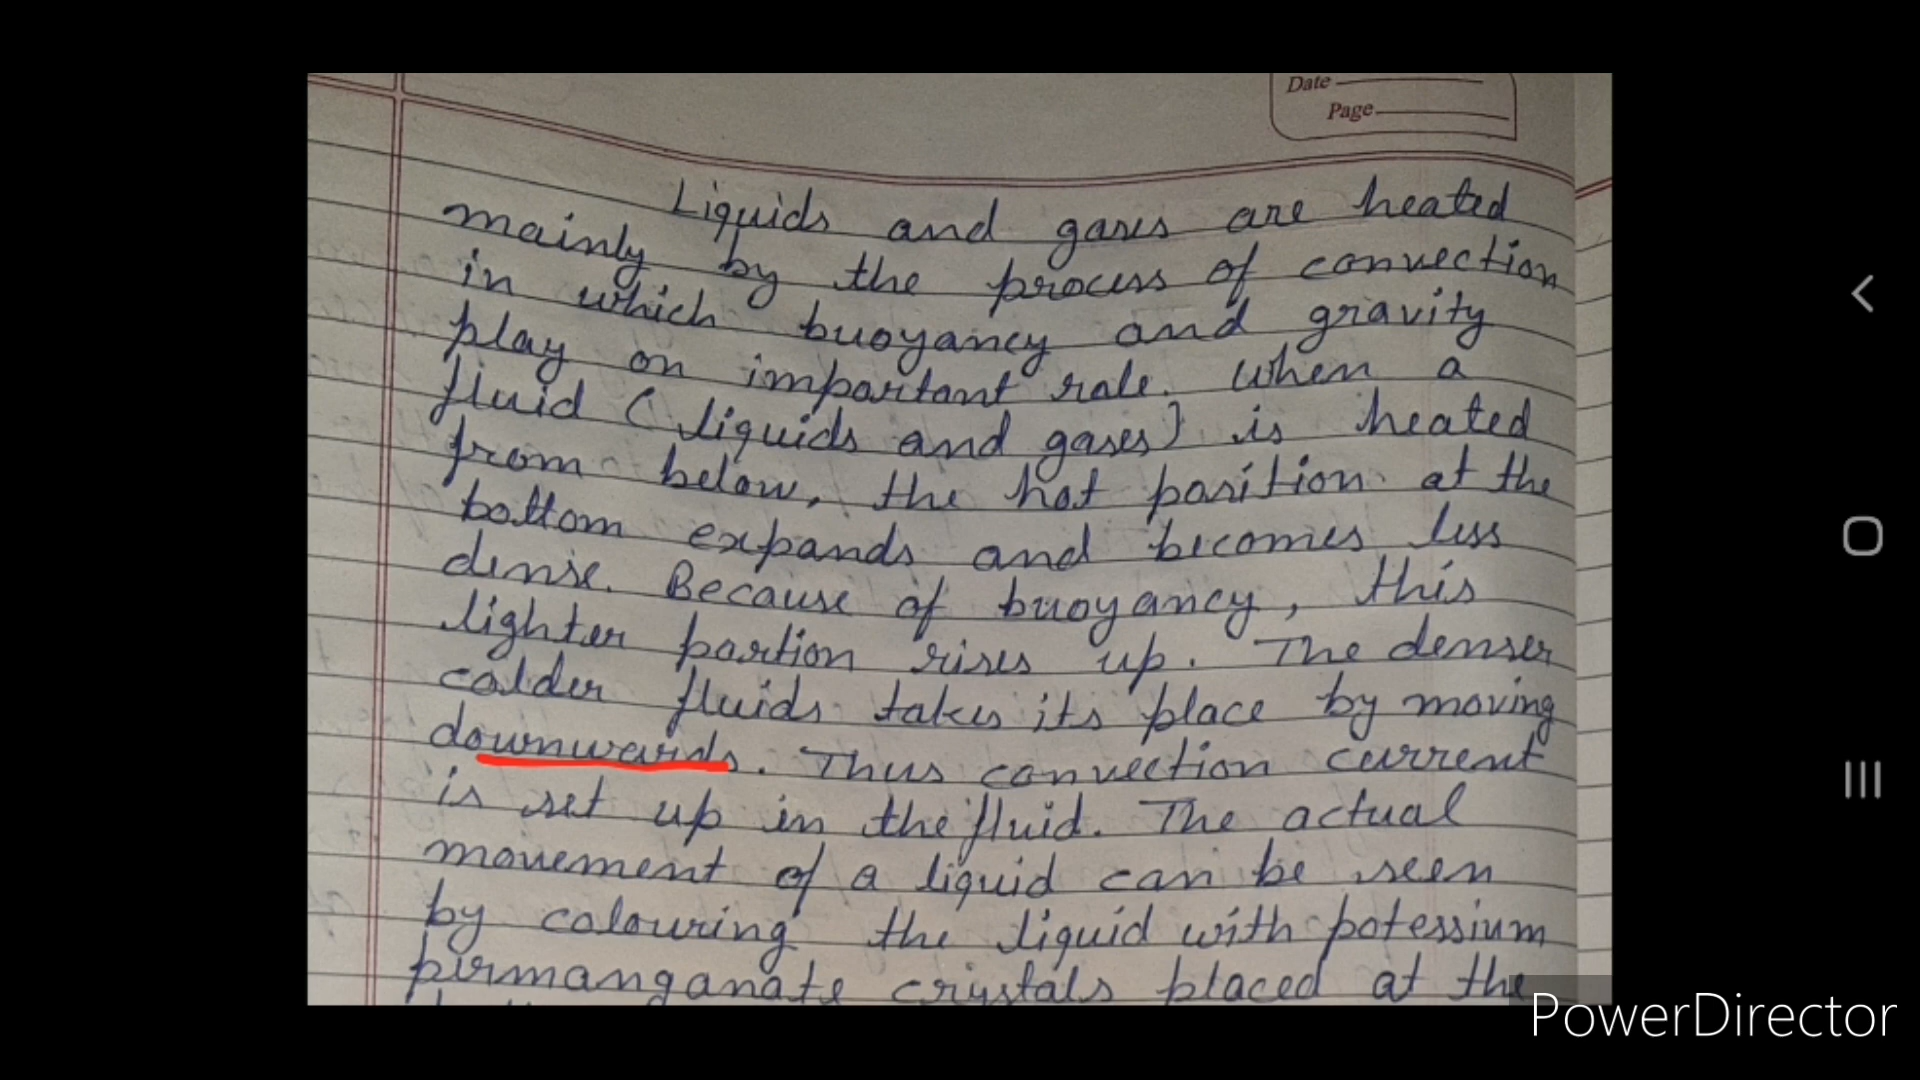 Date
Page
Liquids and gases are heated
mainly by the process of convection
in which buoyancy and gravity
play on important role. When a
fluid (liquids and gases) is heated
from below, the hot parition at the
bottom expands and becomes less
dense. Because of buoyancy, this
lighter portion rises up. The denser
colder fluids takes its place by moving
downwards. Thus convection current
is set up in the fluid. The actual
movement of a liquid can be seen
by colouring the liquid with potessium
permanganate crystals placed at the
PowerDirector